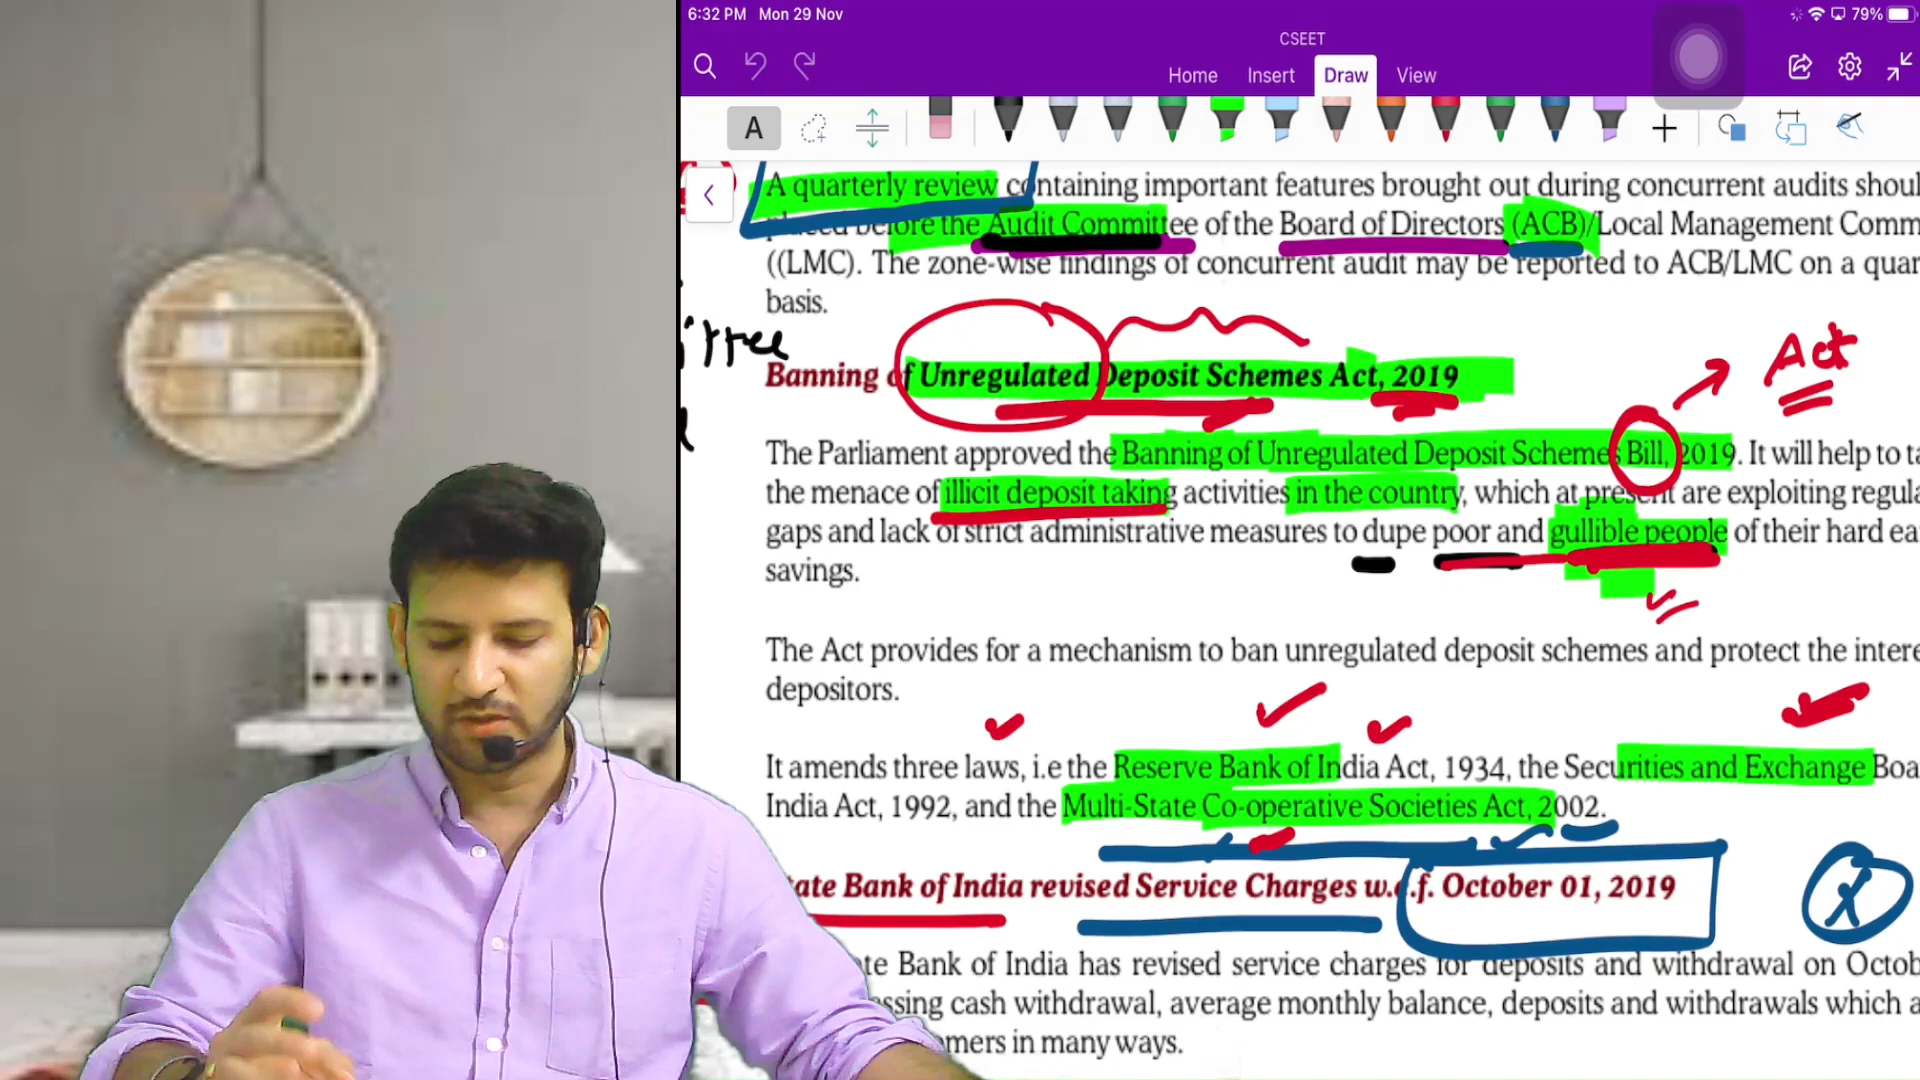 6:32 PM Mon 29 Nov
79%
CSEET
Home Insert Draw View
A
A quarterly review containing important features brought out during concurrent audits shoul
placed before the Audit Committee of the Board of Directors (ACB)/Local Management Comm
((LMC). The zone-wise findings of concurrent audit may be reported to ACB/LMC on a quar
basis.
ittee
Act
Banning of Unregulated Deposit Schemes Act, 2019
The Parliament approved the Banning of Unregulated Deposit Schemes Bill, 2019. It will help to ta
the menace of illicit deposit taking activities in the country, which at present are exploiting regula
gaps and lack of strict administrative measures to dupe poor and gullible people of their hard ea
savings.
The Act provides for a mechanism to ban unregulated deposit schemes and protect the intere
depositors.
It amends three laws, i.e the Reserve Bank of India Act, 1934, the Securities and Exchange Boa
India Act, 1992, and the Multi-State Co-operative Societies Act, 2002.
tate Bank of India revised Service Charges w.e.f. October 01, 2019
X
te Bank of India has revised service charges for deposits and withdrawal on Octob
ssing cash withdrawal, average monthly balance, deposits and withdrawals which a
omers in many ways.